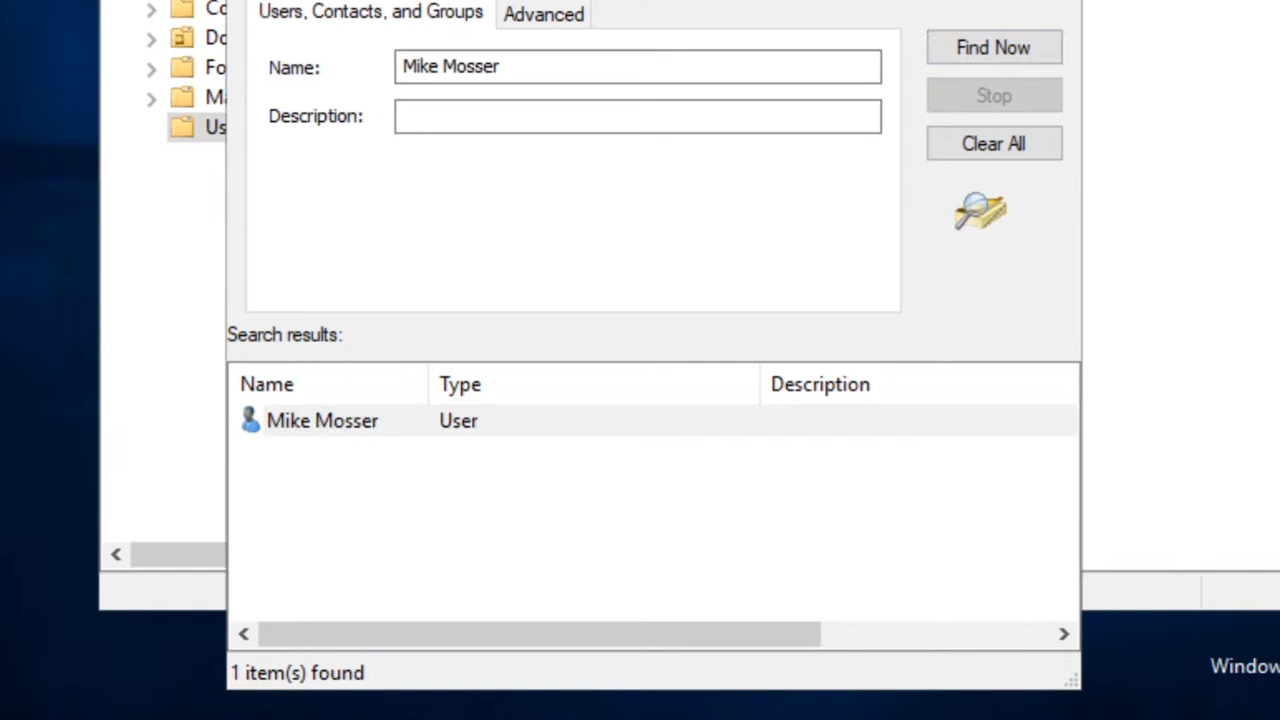 Users, Contacts, and Groups
Advanced
Name:
Mike Mosser
Find Now
Description:
Stop
Clear All
Search results:
Name
Type
Description
Mike Mosser
User
1 item(s) found